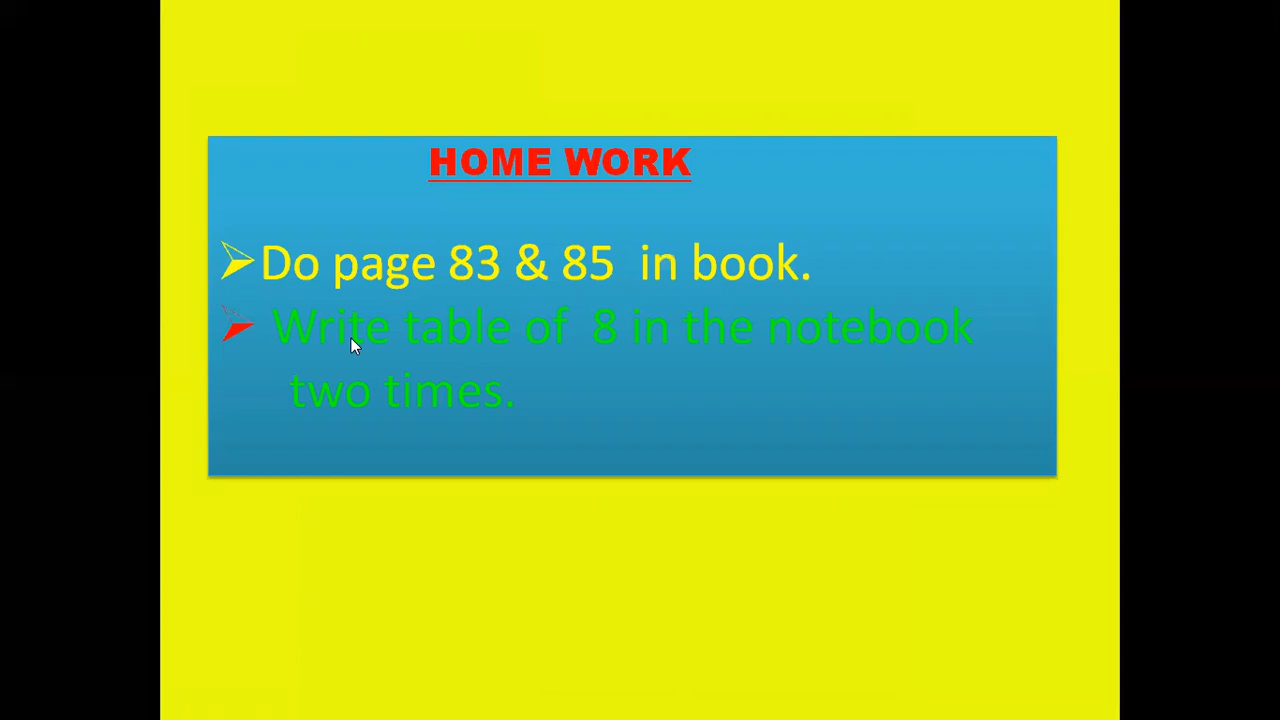 HOME WORK
Do page 83 & 85 in book.
Write table of 8 in the notebook
two times.